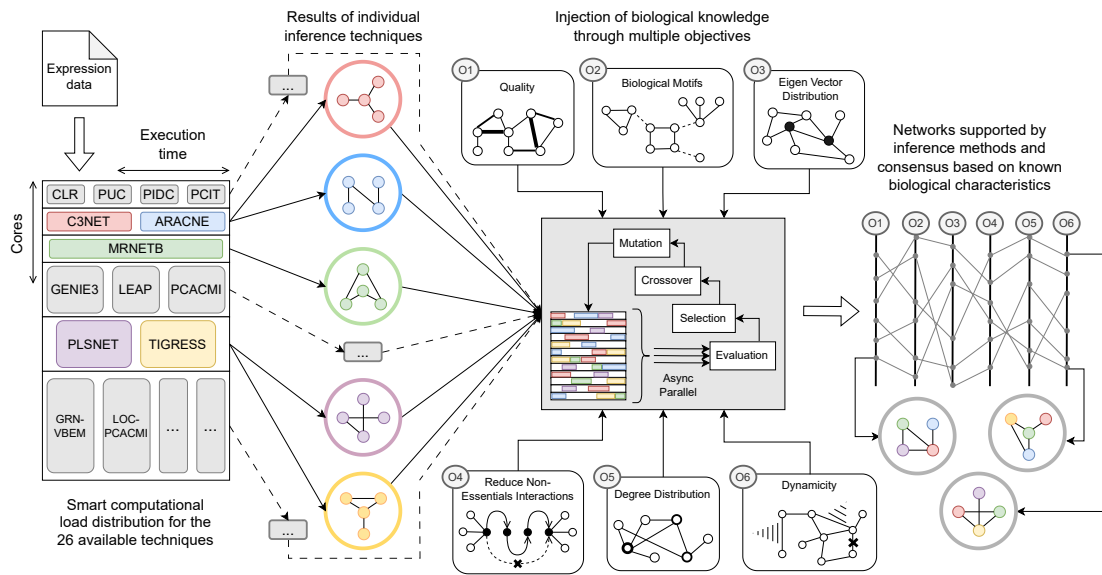 Expression
data
Execution
time
Cores
CLR
PUC
PIDC
PCIT
C3NET
ARACNE
MRNETB
GENIE3
LEAP
PCACMI
PLSNET
TIGRESS
GRN-
VBEM
LOC-
PCACMI
...
...
Smart computational
load distribution for the
26 available techniques
Results of individual
inference techniques
...
...
...
Injection of biological knowledge
through multiple objectives
O1
Quality
O2
Biological Motifs
O3
Eigen Vector
Distribution
Mutation
Crossover
Selection
Evaluation
Async
Parallel
O4
Reduce Non-
Essentials Interactions
O5
Degree Distribution
O6
Dynamicity
Networks supported by
inference methods and
consensus based on known
biological characteristics
O1
O2
O3
O4
O5
O6